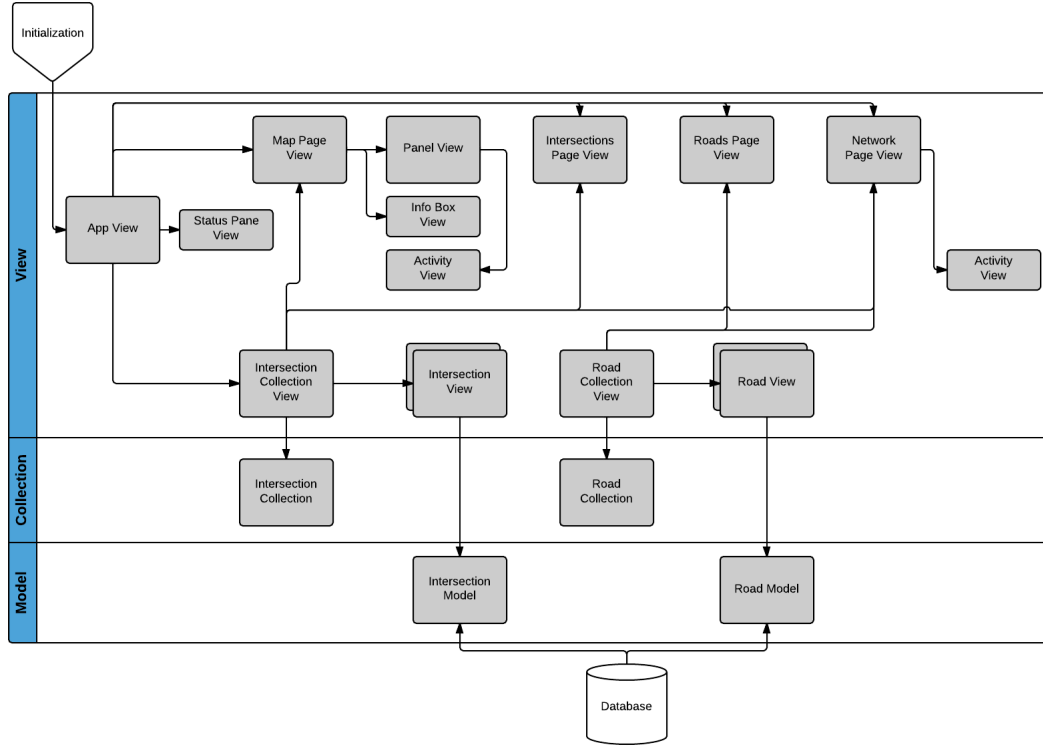 Initialization
View
Map Page
View
Panel View
Intersections
Page View
Roads Page
View
Network
Page View
App View
Status Pane
View
Info Box
View
Activity
View
Activity
View
Intersection
Collection
View
Intersection
View
Road
Collection
View
Road View
Collection
Intersection
Collection
Road
Collection
Model
Intersection
Model
Road Model
Database